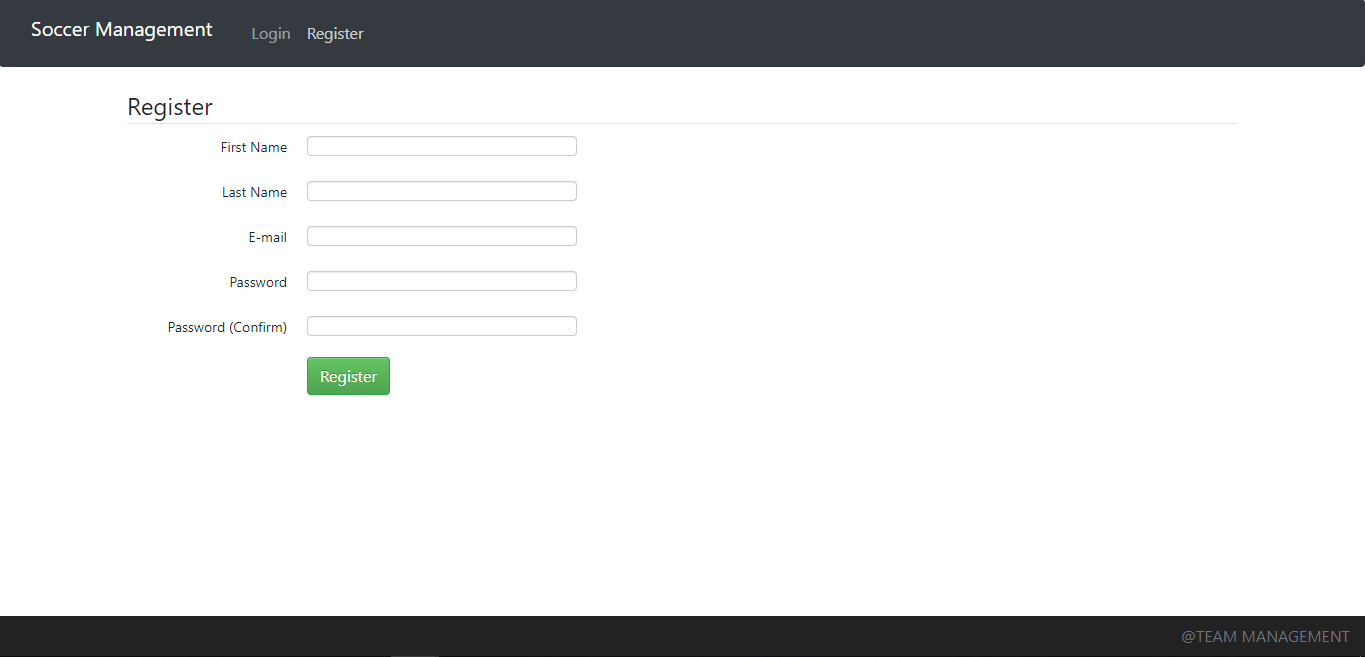 Soccer Management Login Register
Register
First Name
Last Name
E-mail
Password
Password (Confirm)
Register
@TEAM MANAGEMENT